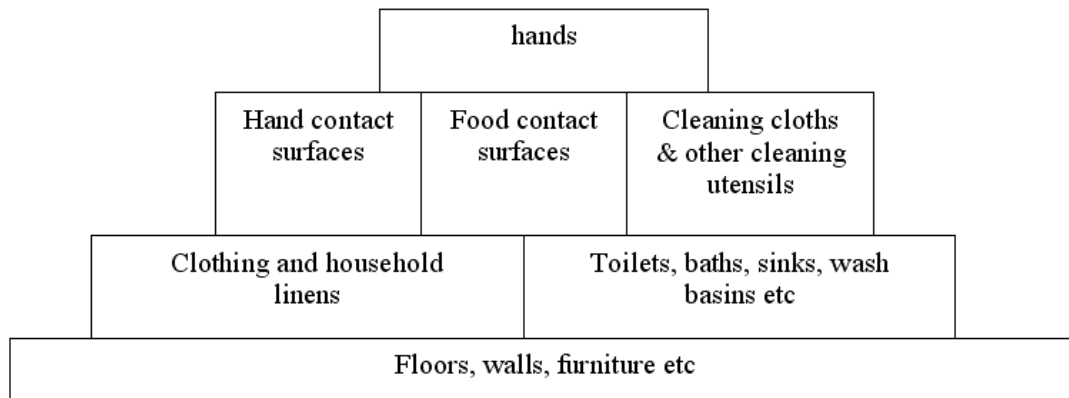 hands
Hand contact
surfaces
Food contact
surfaces
Cleaning cloths
& other cleaning
utensils
Clothing and household
linens
Toilets, baths, sinks, wash
basins etc
Floors, walls, furniture etc